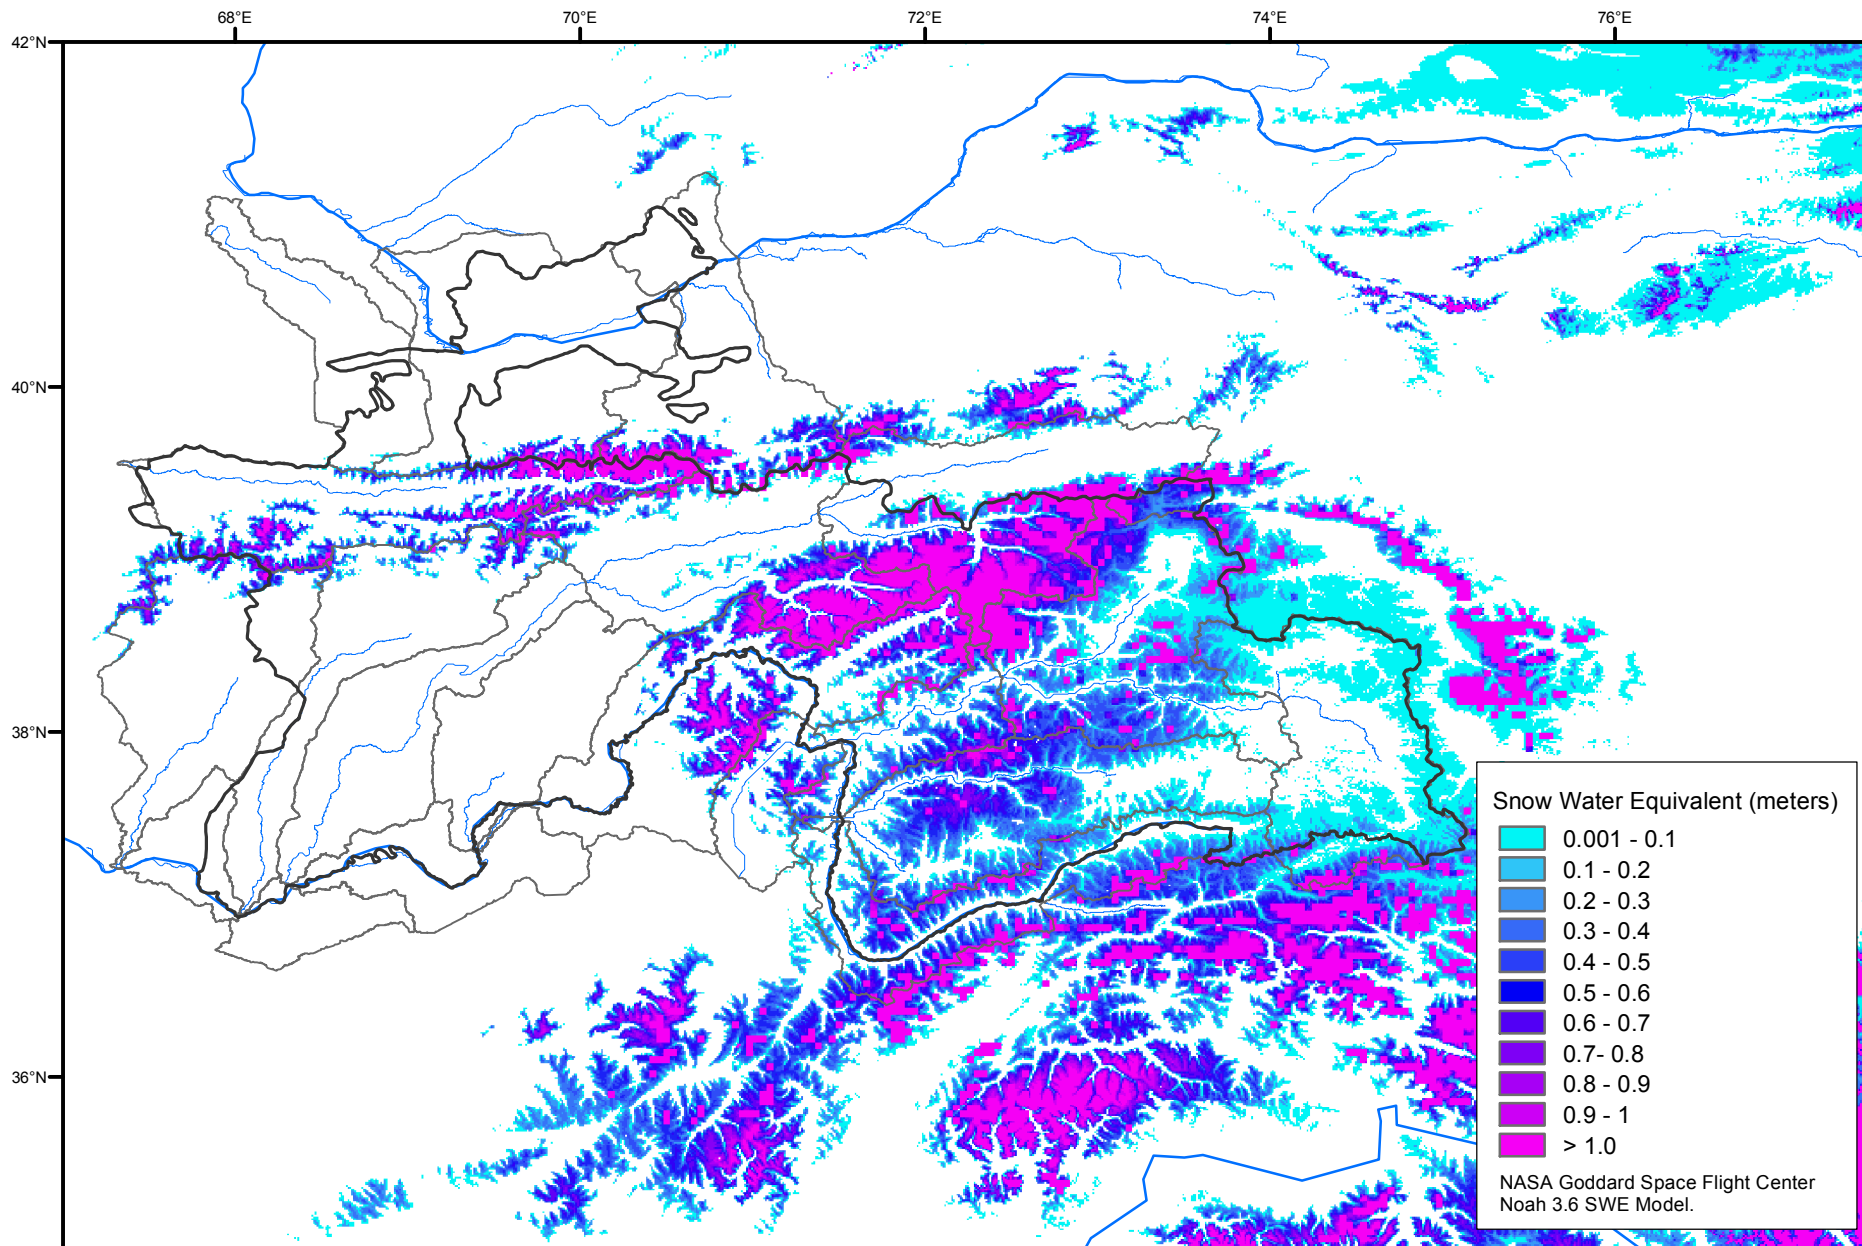 68°E
70°E
72°E
74°E
76°E
42°N
40°N
38°N
36°N
Snow Water Equivalent (meters)
0.001 - 0.1
0.1 - 0.2
0.2 - 0.3
0.3 - 0.4
0.4 - 0.5
0.5 - 0.6
0.6 - 0.7
0.7- 0.8
0.8 - 0.9
0.9 - 1
> 1.0
NASA Goddard Space Flight Center
Noah 3.6 SWE Model.